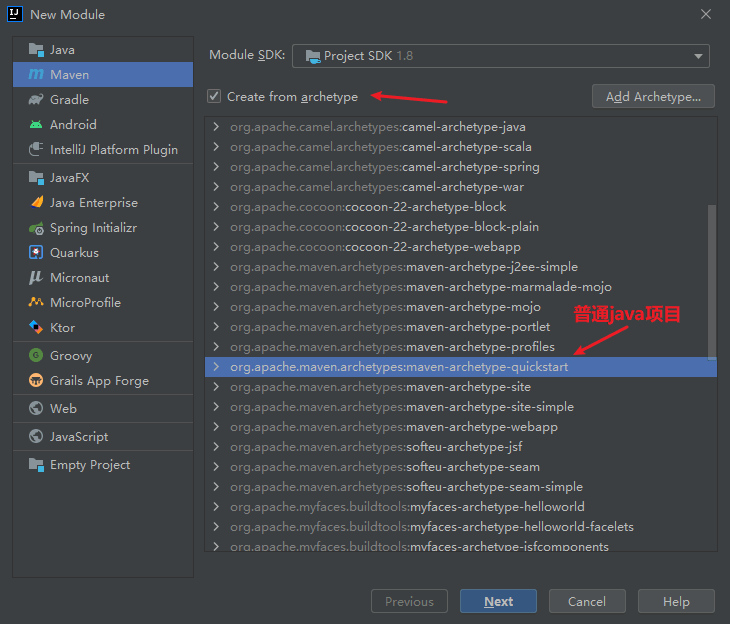 New Module
Java
Maven
Gradle
Android
IntelliJ Platform Plugin
JavaFX
Java Enterprise
Spring Initializr
Quarkus
Micronaut
MicroProfile
Ktor
Groovy
Grails App Forge
Web
JavaScript
Empty Project
Module SDK: Project SDK 1.8
Create from archetype
Add Archetype...
org.apache.camel.archetypes:camel-archetype-java
org.apache.camel.archetypes:camel-archetype-scala
org.apache.camel.archetypes:camel-archetype-spring
org.apache.camel.archetypes:camel-archetype-war
org.apache.cocoon:cocoon-22-archetype-block
org.apache.cocoon:cocoon-22-archetype-block-plain
org.apache.cocoon:cocoon-22-archetype-webapp
org.apache.maven.archetypes:maven-archetype-j2ee-simple
org.apache.maven.archetypes:maven-archetype-marmalade-mojo
org.apache.maven.archetypes:maven-archetype-mojo
普通java项目
org.apache.maven.archetypes:maven-archetype-portlet
org.apache.maven.archetypes:maven-archetype-profiles
org.apache.maven.archetypes:maven-archetype-quickstart
org.apache.maven.archetypes:maven-archetype-site
org.apache.maven.archetypes:maven-archetype-site-simple
org.apache.maven.archetypes:maven-archetype-webapp
org.apache.maven.archetypes:softeu-archetype-jsf
org.apache.maven.archetypes:softeu-archetype-seam
org.apache.maven.archetypes:softeu-archetype-seam-simple
org.apache.myfaces.buildtools:myfaces-archetype-helloworld
org.apache.myfaces.buildtools:myfaces-archetype-helloworld-facelets
org.apache.myfaces.buildtools:myfaces-archetype-jsfcomponents
Previous
Next
Cancel
Help